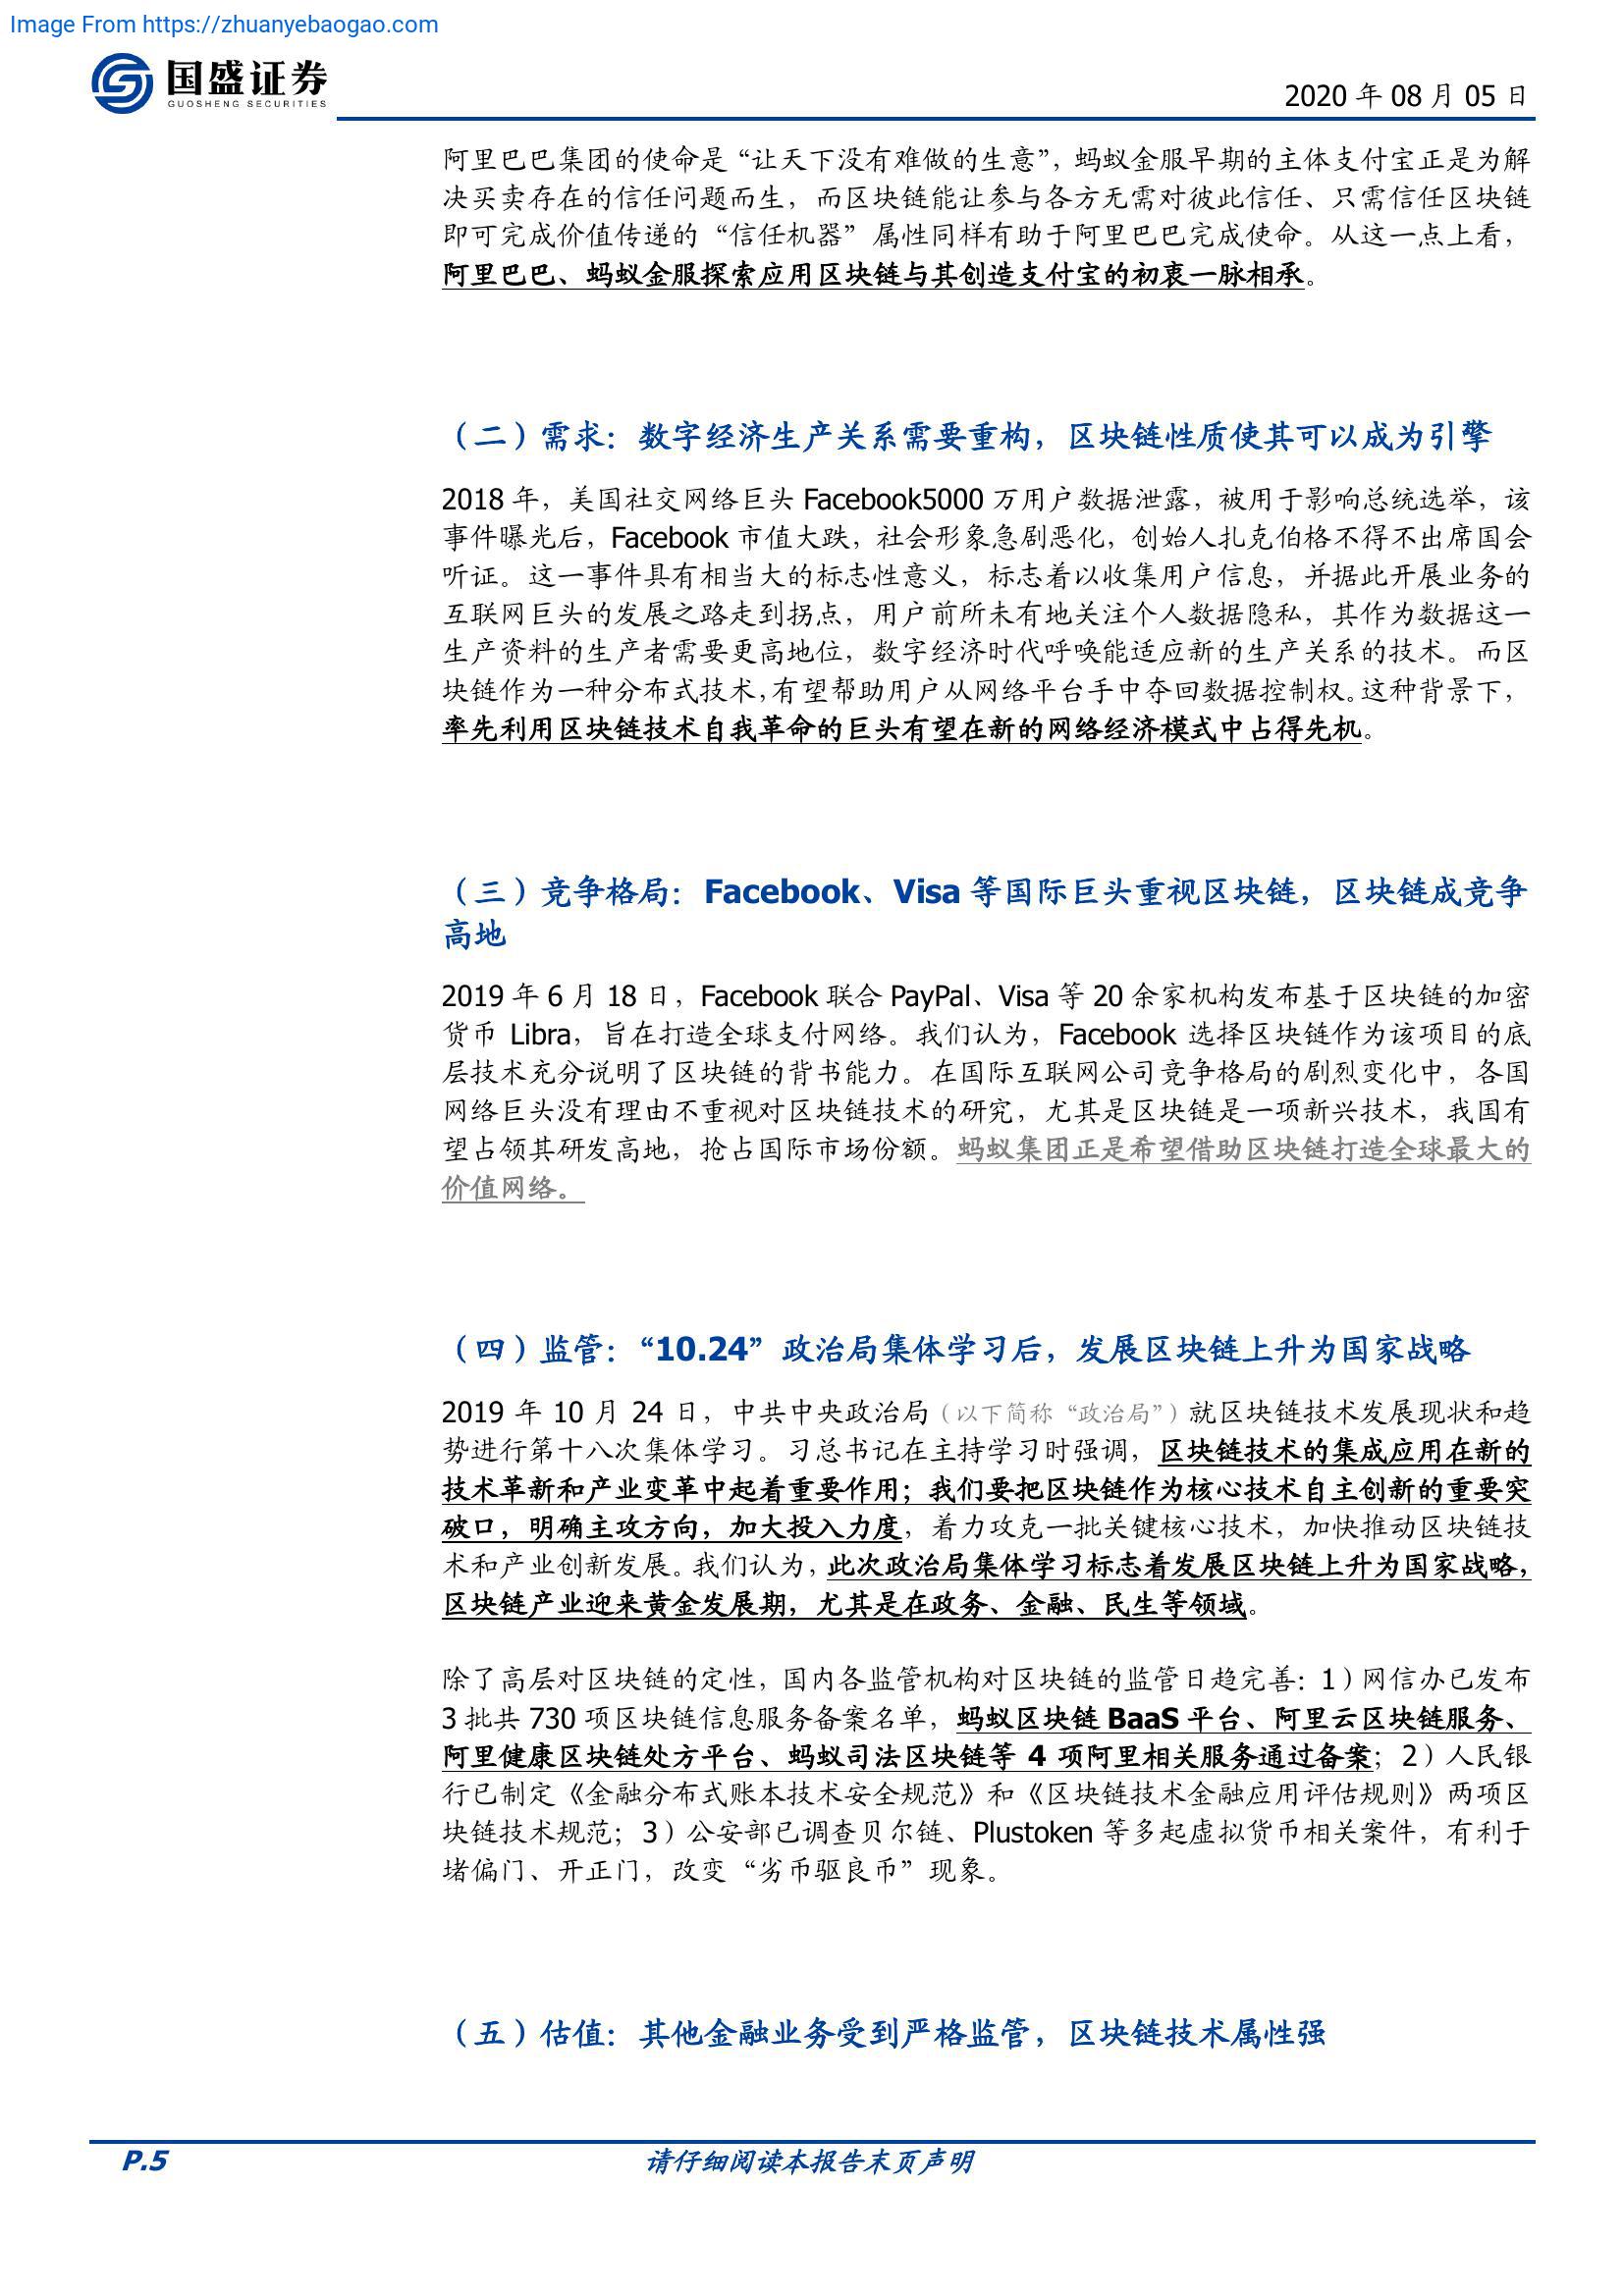 Image From https://zhuanyebaogao.com
国盛证券
GUOSHENG SECURITIES
2020 年 08 月 05 日
阿里巴巴集团的使命是“让天下没有难做的生意”，蚂蚁金服早期的主体支付宝正是为解
决买卖存在的信任问题而生，而区块链能让参与各方无需对彼此信任、只需信任区块链
即可完成价值传递的“信任机器”属性同样有助于阿里巴巴完成使命。从这一点上看，
阿里巴巴、蚂蚁金服探索应用区块链与其创造支付宝的初衷一脉相承。
（二）需求：数字经济生产关系需要重构，区块链性质使其可以成为引擎
2018 年，美国社交网络巨头 Facebook5000 万用户数据泄露，被用于影响总统选举，该
事件曝光后，Facebook 市值大跌，社会形象急剧恶化，创始人扎克伯格不得不出席国会
听证。这一事件具有相当大的标志性意义，标志着以收集用户信息，并据此开展业务的
互联网巨头的发展之路走到拐点，用户前所未有地关注个人数据隐私，其作为数据这一
生产资料的生产者需要更高地位，数字经济时代呼唤能适应新的生产关系的技术。而区
块链作为一种分布式技术，有望帮助用户从网络平台手中夺回数据控制权。这种背景下，
率先利用区块链技术自我革命的巨头有望在新的网络经济模式中占得先机。
（三）竞争格局：Facebook、Visa 等国际巨头重视区块链，区块链成竞争
高地
2019 年 6 月 18 日，Facebook 联合 PayPal、Visa 等 20 余家机构发布基于区块链的加密
货币 Libra，旨在打造全球支付网络。我们认为，Facebook 选择区块链作为该项目的底
层技术充分说明了区块链的背书能力。在国际互联网公司竞争格局的剧烈变化中，各国
网络巨头没有理由不重视对区块链技术的研究，尤其是区块链是一项新兴技术，我国有
望占领其研发高地，抢占国际市场份额。蚂蚁集团正是希望借助区块链打造全球最大的
价值网络。
（四）监管：“10.24”政治局集体学习后，发展区块链上升为国家战略
2019 年 10 月 24 日，中共中央政治局（以下简称“政治局”）就区块链技术发展现状和趋
势进行第十八次集体学习。习总书记在主持学习时强调，区块链技术的集成应用在新的
技术革新和产业变革中起着重要作用；我们要把区块链作为核心技术自主创新的重要突
破口，明确主攻方向，加大投入力度，着力攻克一批关键核心技术，加快推动区块链技
术和产业创新发展。我们认为，此次政治局集体学习标志着发展区块链上升为国家战略，
区块链产业迎来黄金发展期，尤其是在政务、金融、民生等领域。
除了高层对区块链的定性，国内各监管机构对区块链的监管日趋完善：1）网信办已发布
3 批共 730 项区块链信息服务备案名单，蚂蚁区块链 BaaS 平台、阿里云区块链服务、
阿里健康区块链处方平台、蚂蚁司法区块链等 4 项阿里相关服务通过备案；2）人民银
行已制定《金融分布式账本技术安全规范》和《区块链技术金融应用评估规则》两项区
块链技术规范；3）公安部已调查贝尔链、Plustoken 等多起虚拟货币相关案件，有利于
堵偏门、开正门，改变“劣币驱良币”现象。
（五）估值：其他金融业务受到严格监管，区块链技术属性强
P.5
请仔细阅读本报告末页声明